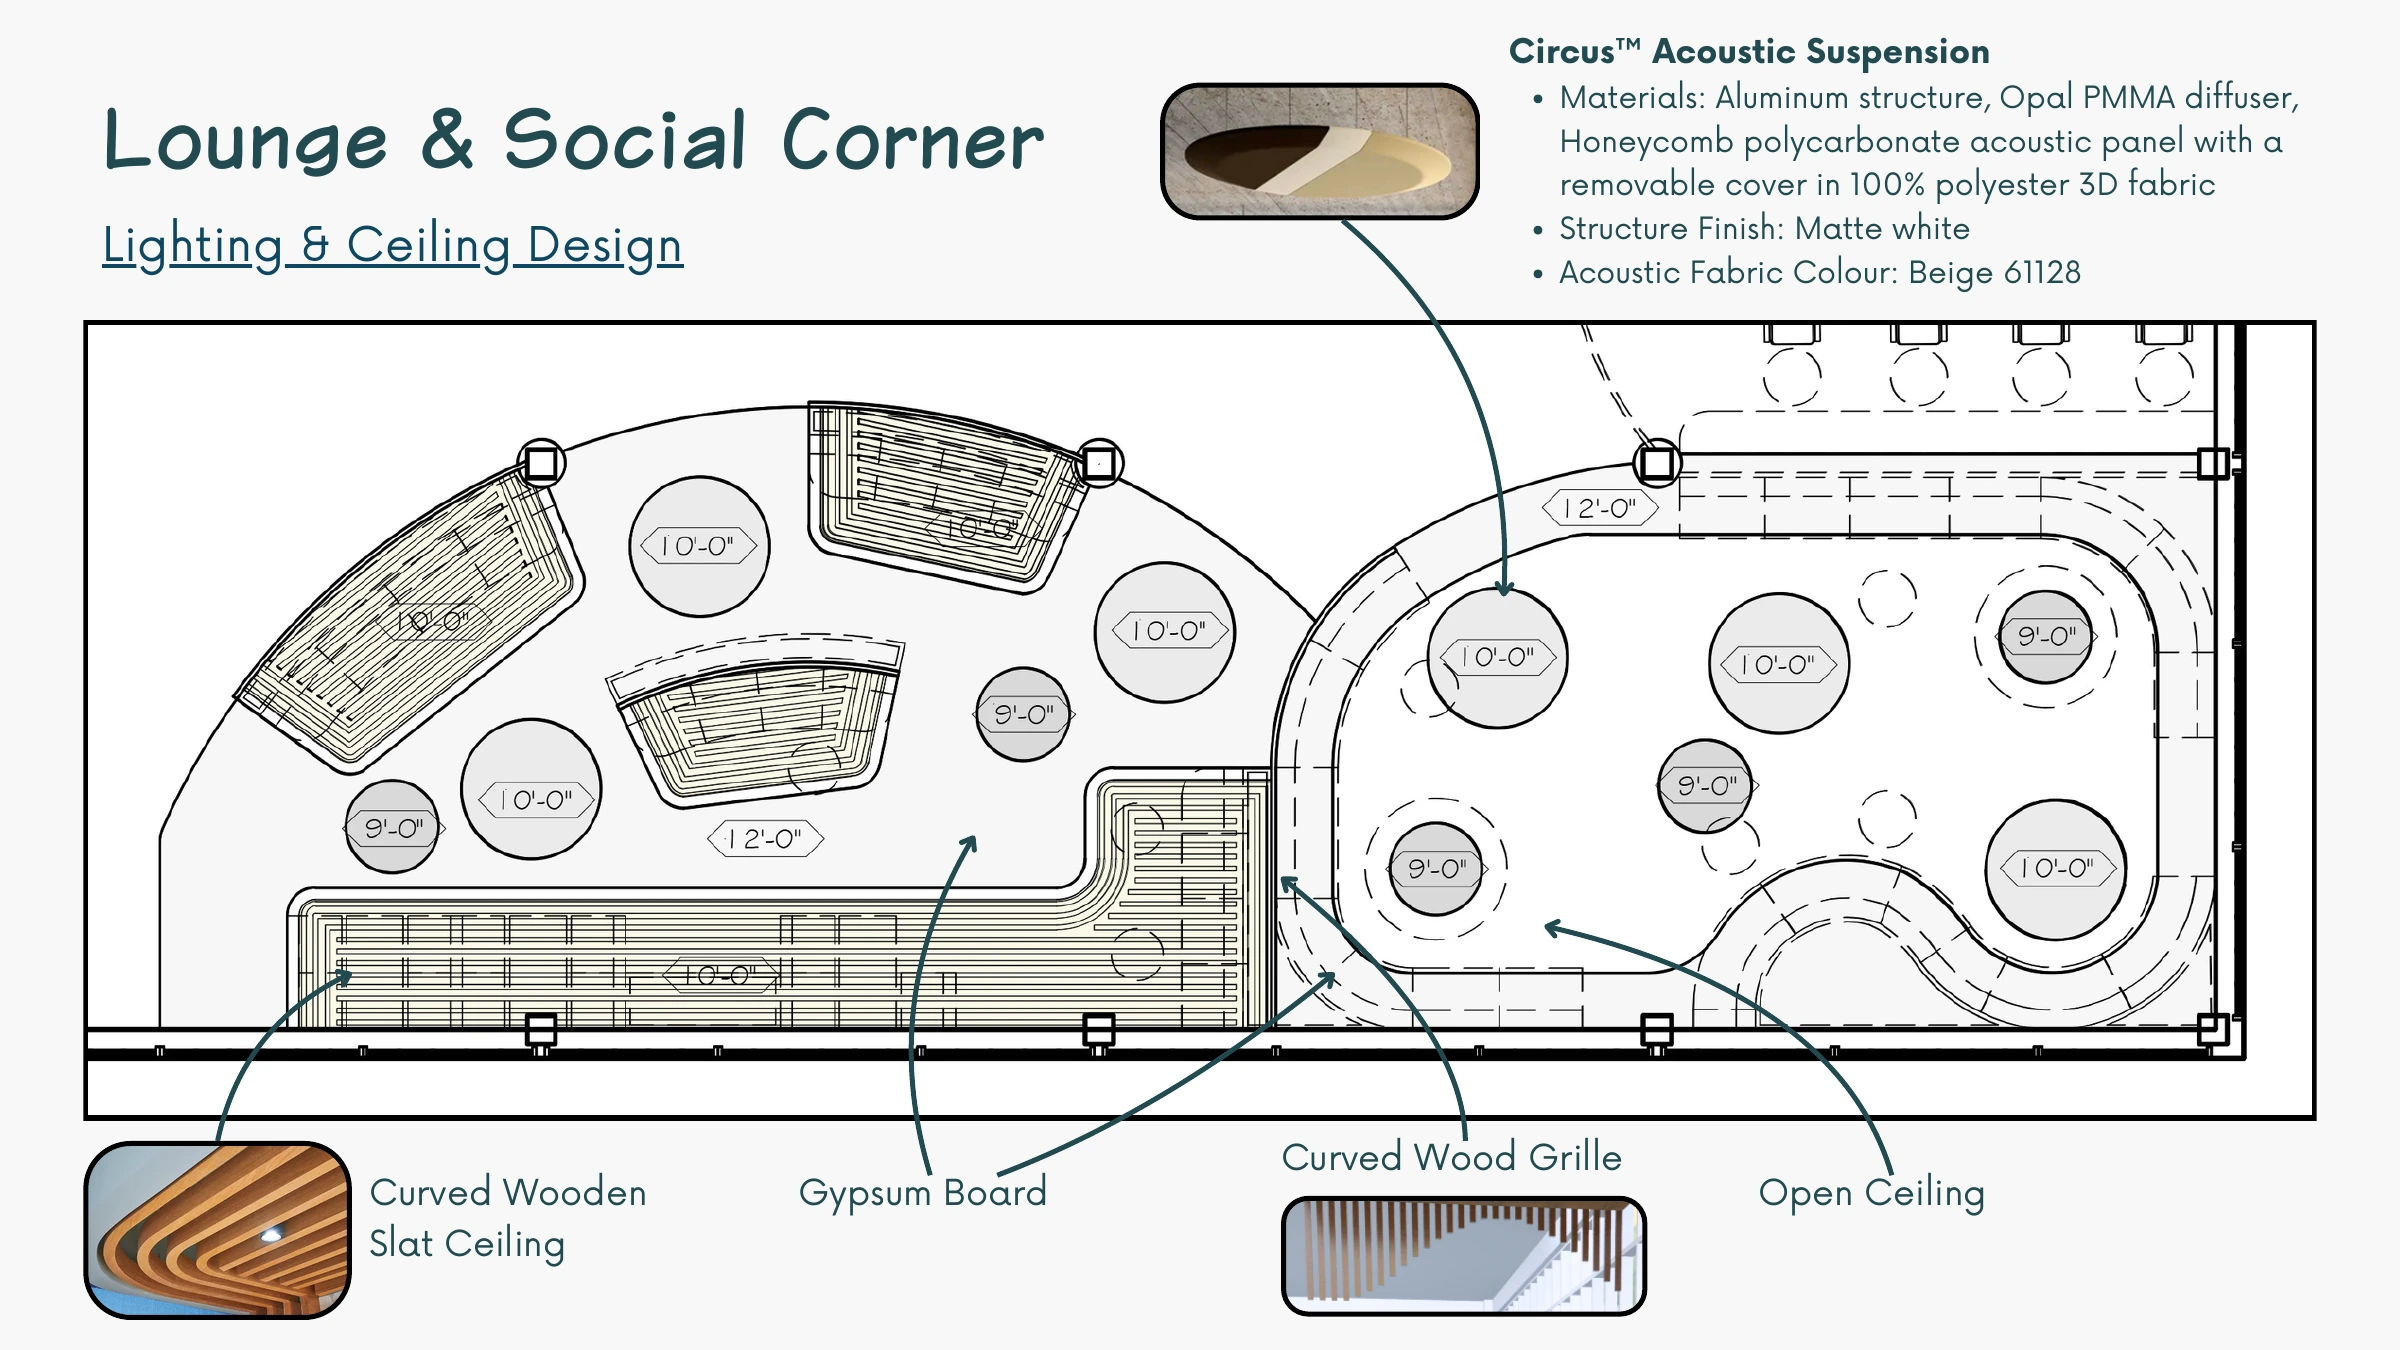 Circus™ Acoustic Suspension
• Materials: Aluminum structure, Opal PMMA diffuser,
Honeycomb polycarbonate acoustic panel with a
removable cover in 100% polyester 3D fabric
• Structure Finish: Matte white
• Acoustic Fabric Colour: Beige 61128
Lounge & Social Corner
Lighting & Ceiling Design
12'-0"
10'-0"
10'-0"
10'-0"
10'-0"
10'-0"
10'-0"
10'-0"
9'-0"
9'-0"
9'-0"
10'-0"
9'-0"
12'-0"
9'-0"
10'-0"
10'-0"
Curved Wooden
Slat Ceiling
Gypsum Board
Curved Wood Grille
Open Ceiling